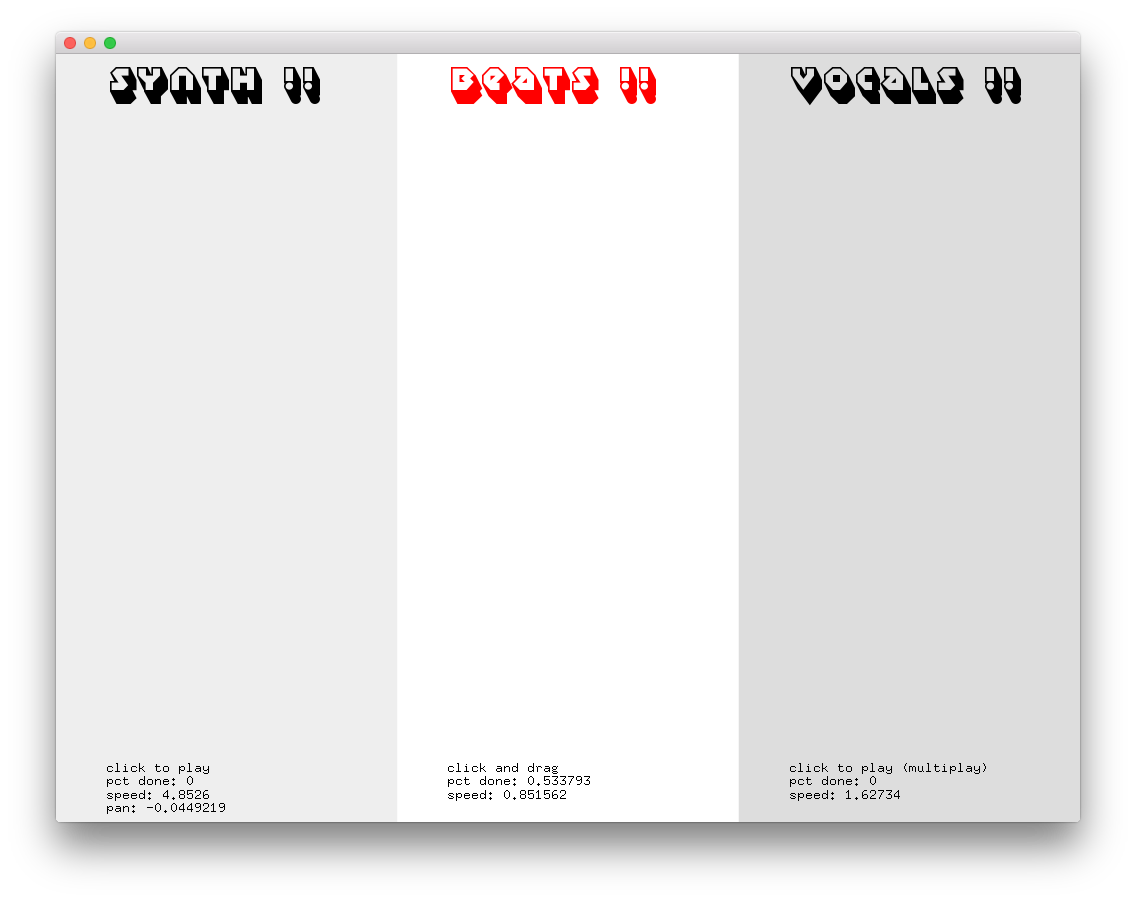 SYNTH !!
BeaTS !!
VOCaLS !!
click to play
pct done: 0
speed: 4.8526
pan: -0.0449219
click and drag
pct done: 0.533793
speed: 0.851562
click to play (multiplay)
pct done: 0
speed: 1.62734